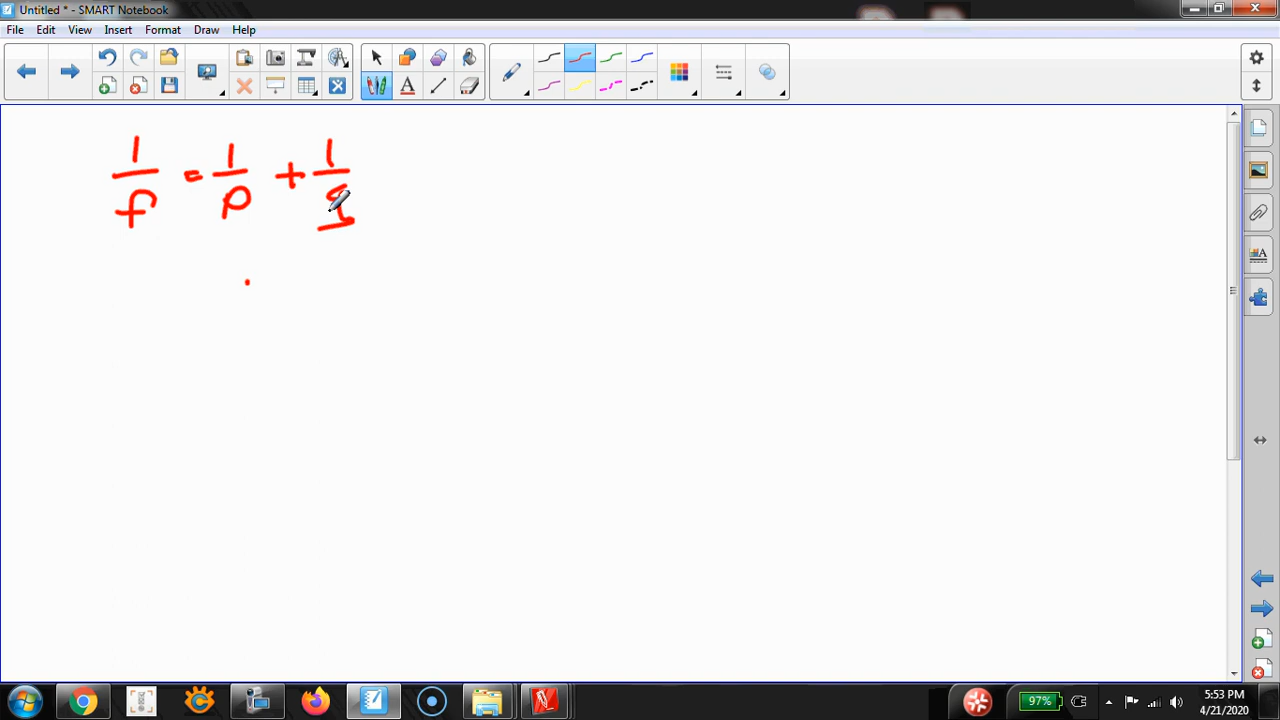 Untitled * - SMART Notebook
File Edit View Insert Format Draw Help
1/f = 1/p + 1/q
97%
5:53 PM
4/21/2020